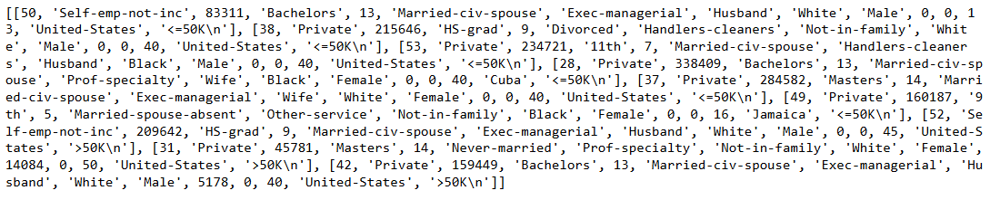 [[50, 'Self-emp-not-inc', 83311, 'Bachelors', 13, 'Married-civ-spouse', 'Exec-managerial', 'Husband', 'White', 'Male', 0, 0, 1
3, 'United-States', '<=50K\n'], [38, 'Private', 215646, 'HS-grad', 9, 'Divorced', 'Handlers-cleaners', 'Not-in-family', 'Whit
e', 'Male', 0, 0, 40, 'United-States', '<=50K\n'], [53, 'Private', 234721, '11th', 7, 'Married-civ-spouse', 'Handlers-cleaner
s', 'Husband', 'Black', 'Male', 0, 0, 40, 'United-States', '<=50K\n'], [28, 'Private', 338409, 'Bachelors', 13, 'Married-civ-sp
ouse', 'Prof-specialty', 'Wife', 'Black', 'Female', 0, 0, 40, 'Cuba', '<=50K\n'], [37, 'Private', 284582, 'Masters', 14, 'Marri
ed-civ-spouse', 'Exec-managerial', 'Wife', 'White', 'Female', 0, 0, 40, 'United-States', '<=50K\n'], [49, 'Private', 160187, '9
th', 5, 'Married-spouse-absent', 'Other-service', 'Not-in-family', 'Black', 'Female', 0, 0, 16, 'Jamaica', '<=50K\n'], [52, 'Se
lf-emp-not-inc', 209642, 'HS-grad', 9, 'Married-civ-spouse', 'Exec-managerial', 'Husband', 'White', 'Male', 0, 0, 45, 'United-S
tates', '>50K\n'], [31, 'Private', 45781, 'Masters', 14, 'Never-married', 'Prof-specialty', 'Not-in-family', 'White', 'Female',
14084, 0, 50, 'United-States', '>50K\n'], [42, 'Private', 159449, 'Bachelors', 13, 'Married-civ-spouse', 'Exec-managerial', 'Hu
sband', 'White', 'Male', 5178, 0, 40, 'United-States', '>50K\n']]